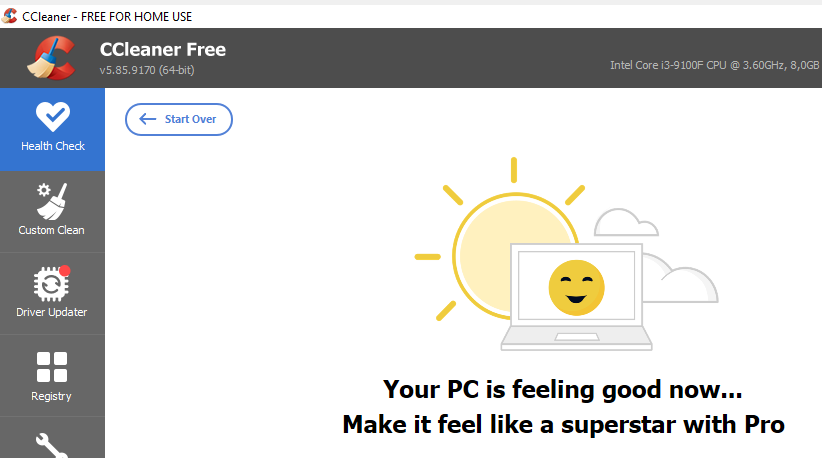 CCleaner - FREE FOR HOME USE
CCleaner Free
v5.85.9170 (64-bit)
Intel Core i3-9100F CPU @ 3.60GHz, 8,0GB
Health Check
Start Over
Custom Clean
Driver Updater
Registry
Your PC is feeling good now...
Make it feel like a superstar with Pro